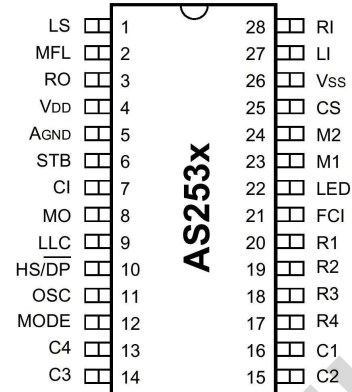 LS 1 28 RI
MFL 2 27 LI
RO 3 26 VSS
VDD 4 25 CS
AGND 5 24 M2
STB 6 23 M1
CI 7 22 LED
MO 8 21 FCI
LLC 9 20 R1
HS/DP 10 19 R2
OSC 11 18 R3
MODE 12 17 R4
C4 13 16 C1
C3 14 15 C2
AS253x